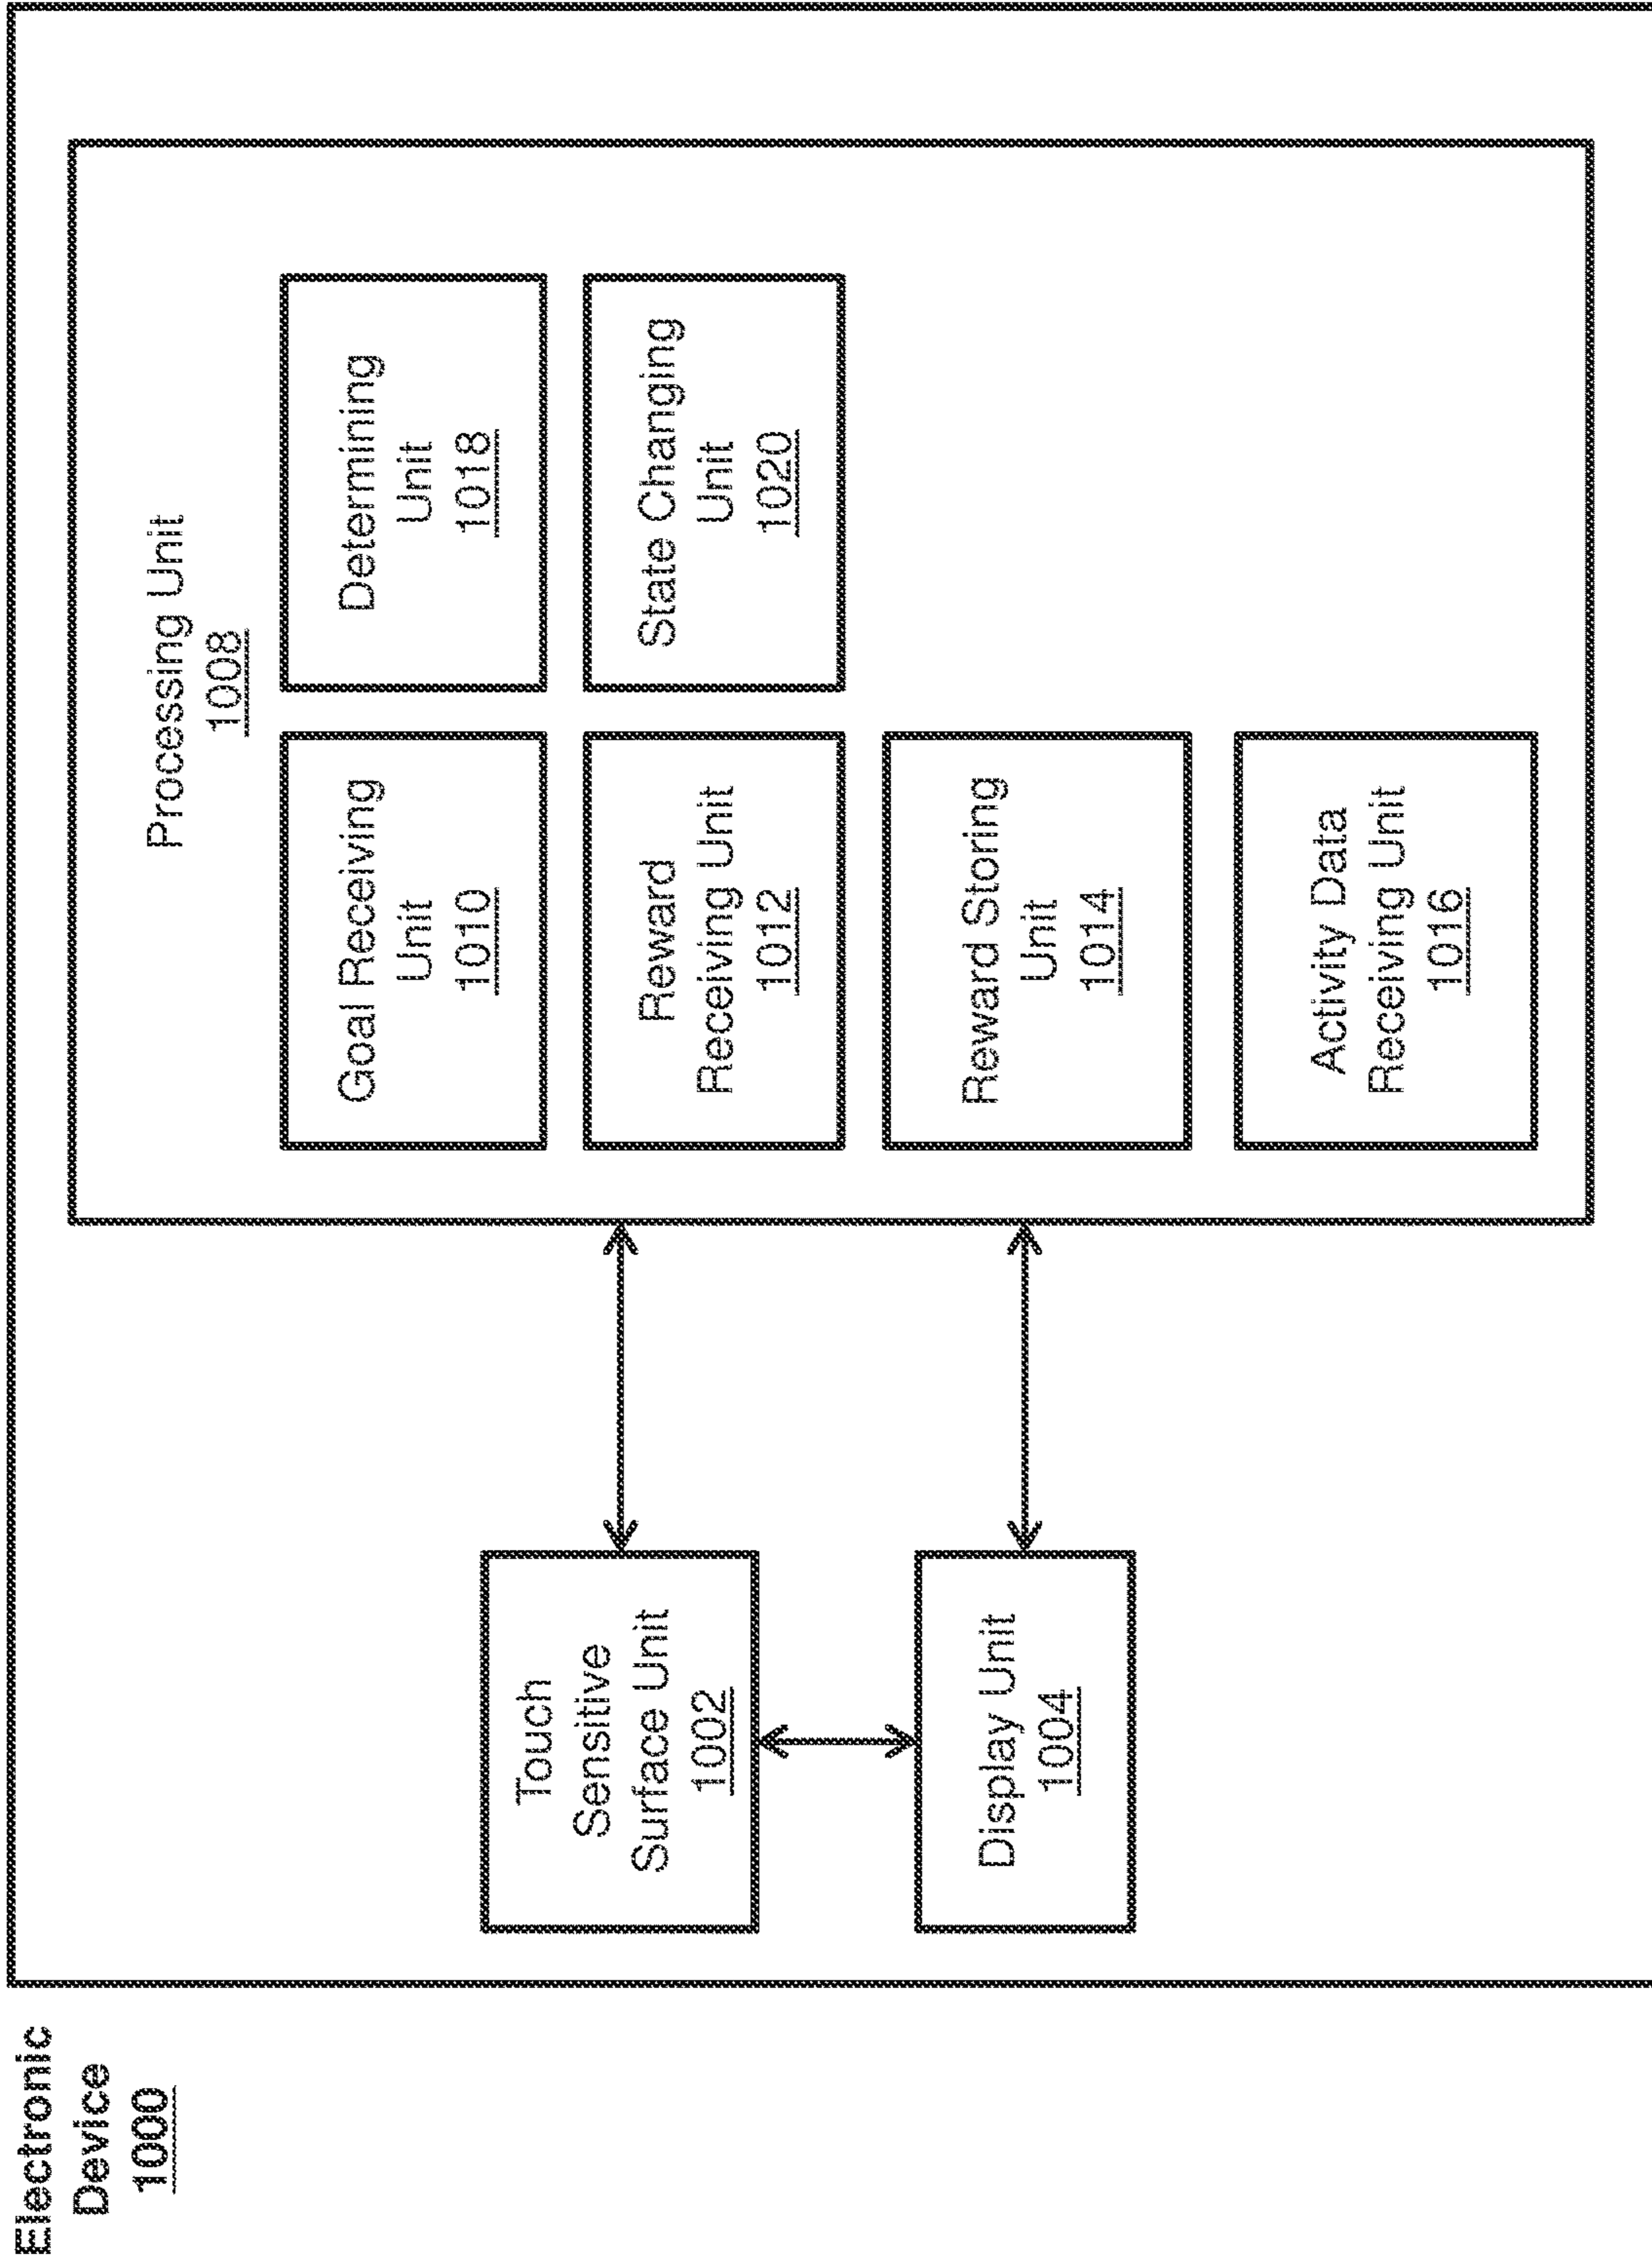 Electronic
Device
1000
Touch
Sensitive
Surface Unit
1002
Display Unit
1004
Processing Unit
1008
Goal Receiving
Unit
1010
Reward
Receiving Unit
1012
Reward Storing
Unit
1014
Activity Data
Receiving Unit
1016
Determining
Unit
1018
State Changing
Unit
1020